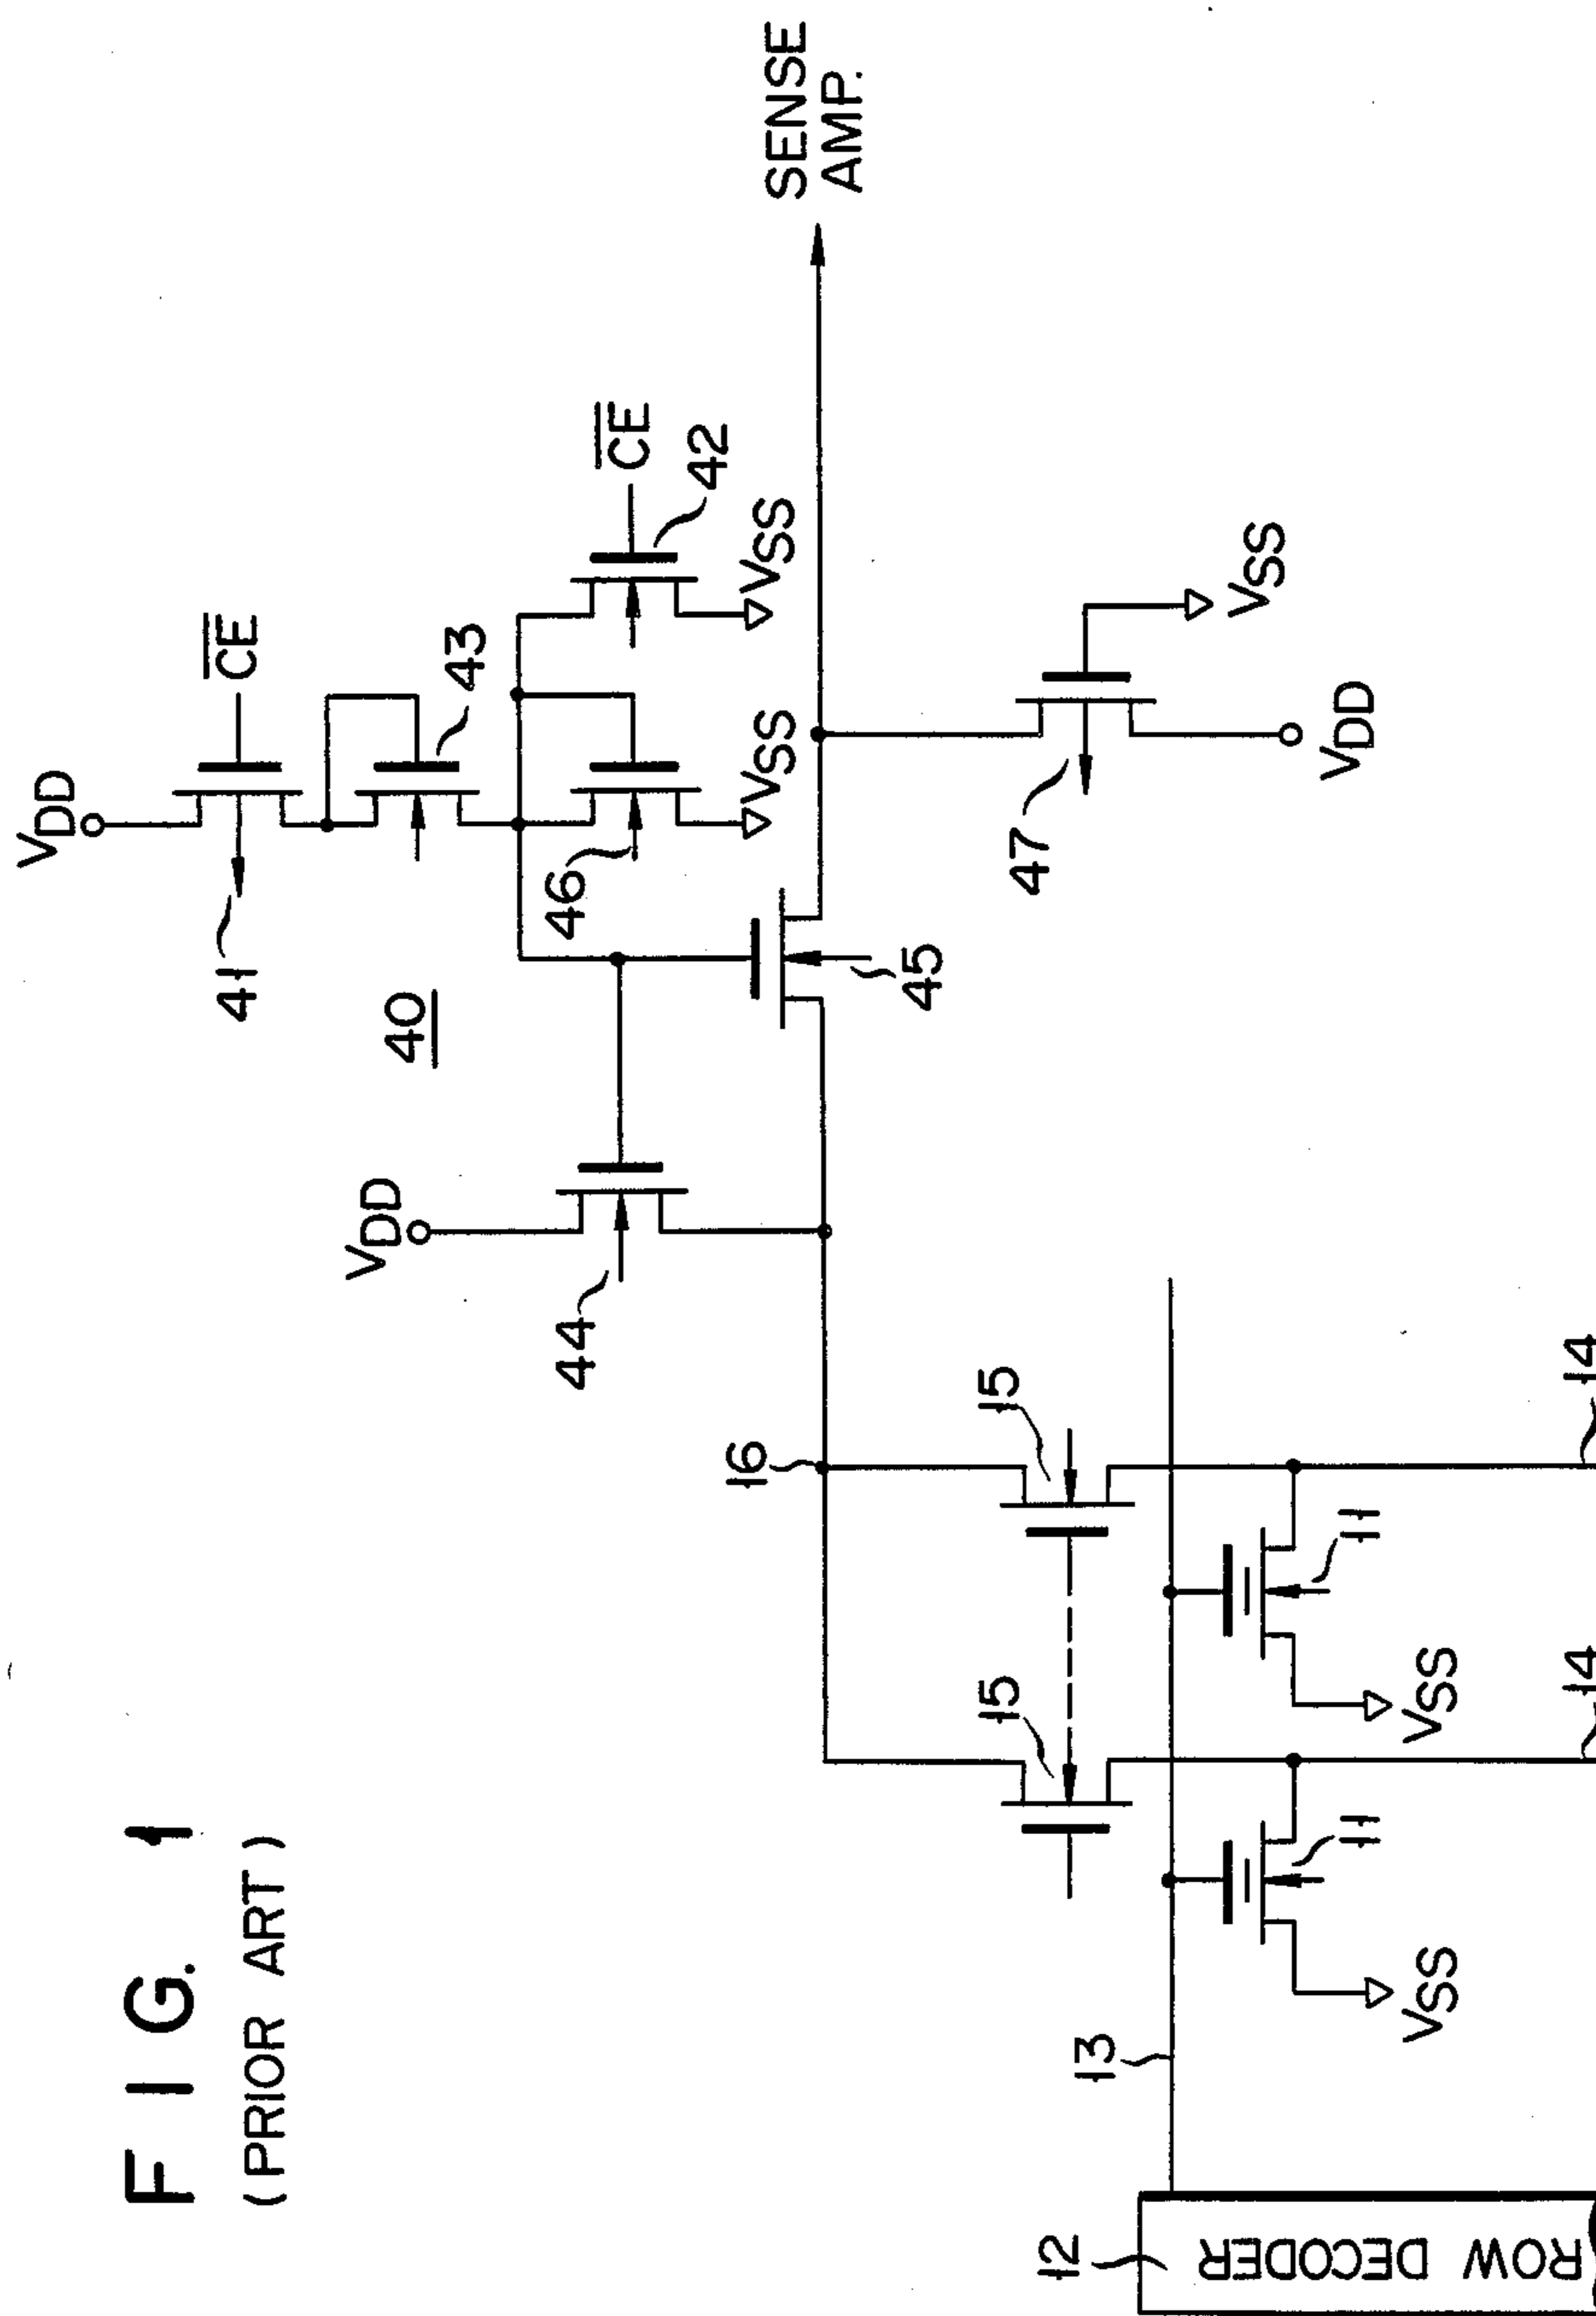 FIG. 1
(PRIOR ART)
VDD
CE
41
43
40
CE
42
VDD
46
VSS
VSS
44
45
SENSE
AMP.
16
47
VSS
VDD
15
15
13
11
11
VSS
VSS
14
14
12
ROW DECODER